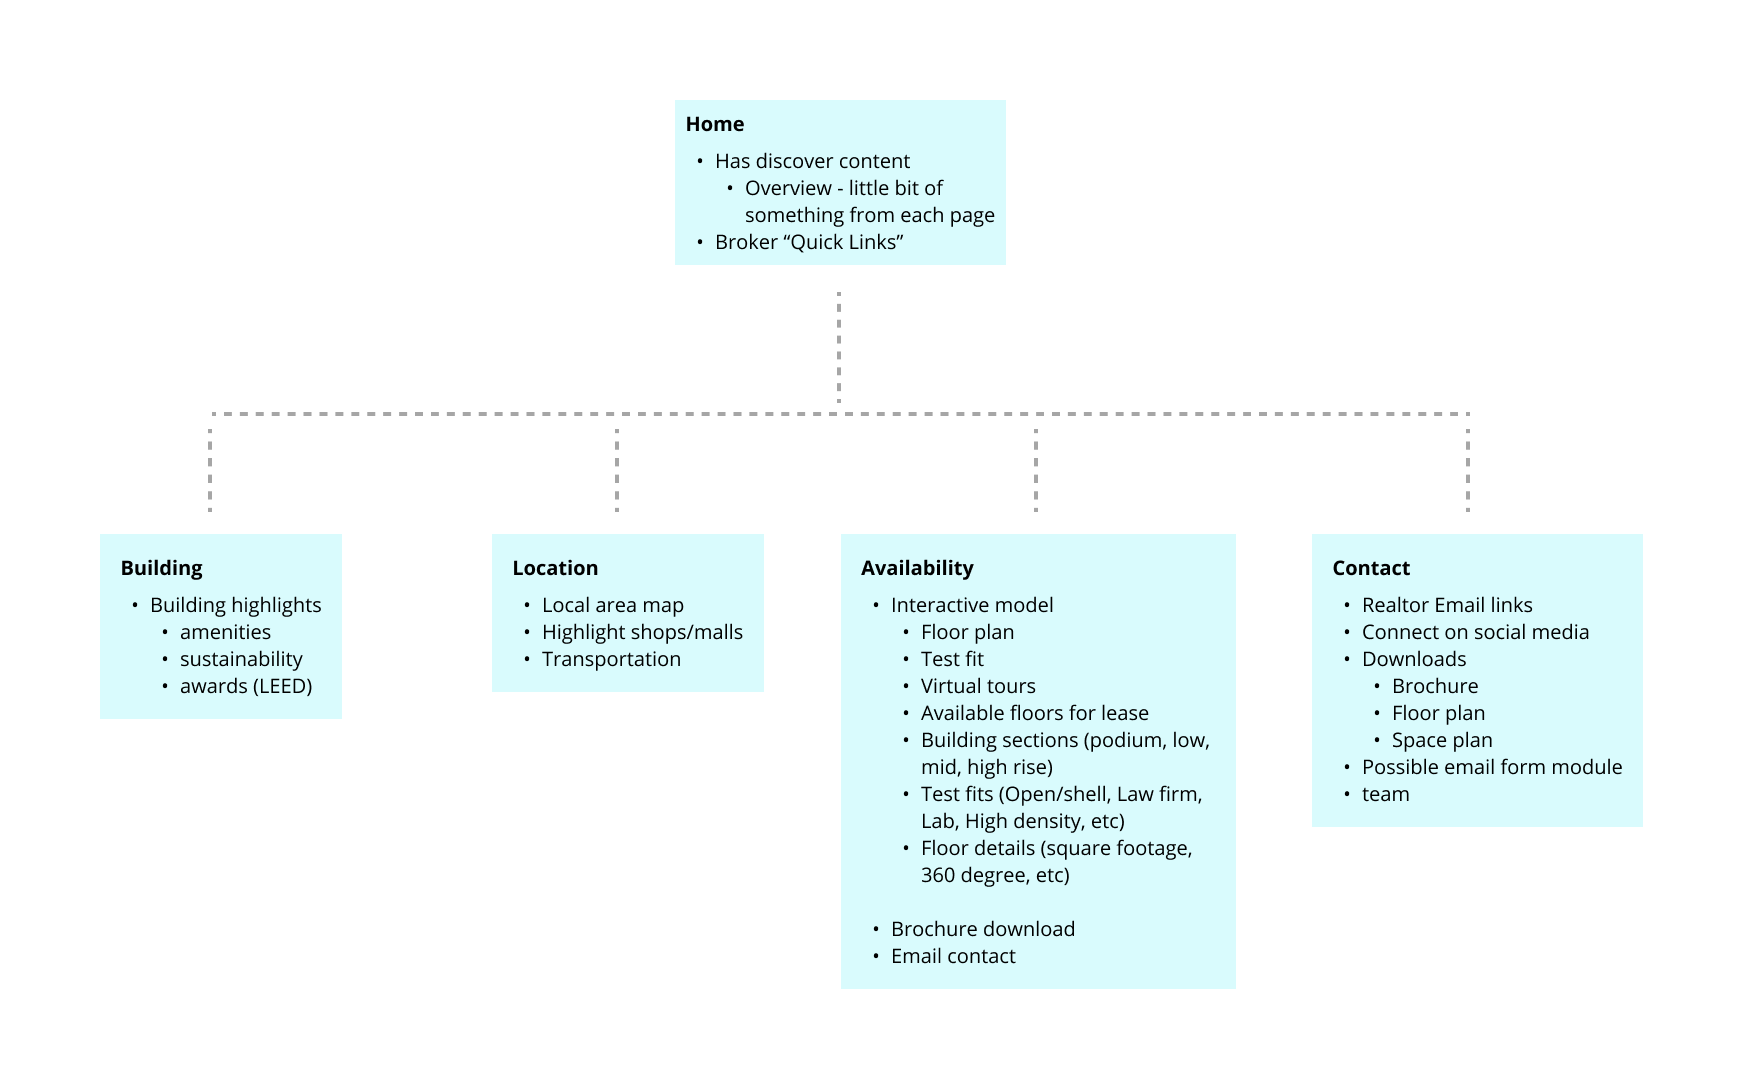 Home
• Has discover content
• Overview - little bit of
something from each page
• Broker “Quick Links”
Building
• Building highlights
• amenities
• sustainability
• awards (LEED)
Location
• Local area map
• Highlight shops/malls
• Transportation
Availability
• Interactive model
• Floor plan
• Test fit
• Virtual tours
• Available floors for lease
• Building sections (podium, low,
mid, high rise)
• Test fits (Open/shell, Law firm,
Lab, High density, etc)
• Floor details (square footage,
360 degree, etc)
• Brochure download
• Email contact
Contact
• Realtor Email links
• Connect on social media
• Downloads
• Brochure
• Floor plan
• Space plan
• Possible email form module
• team